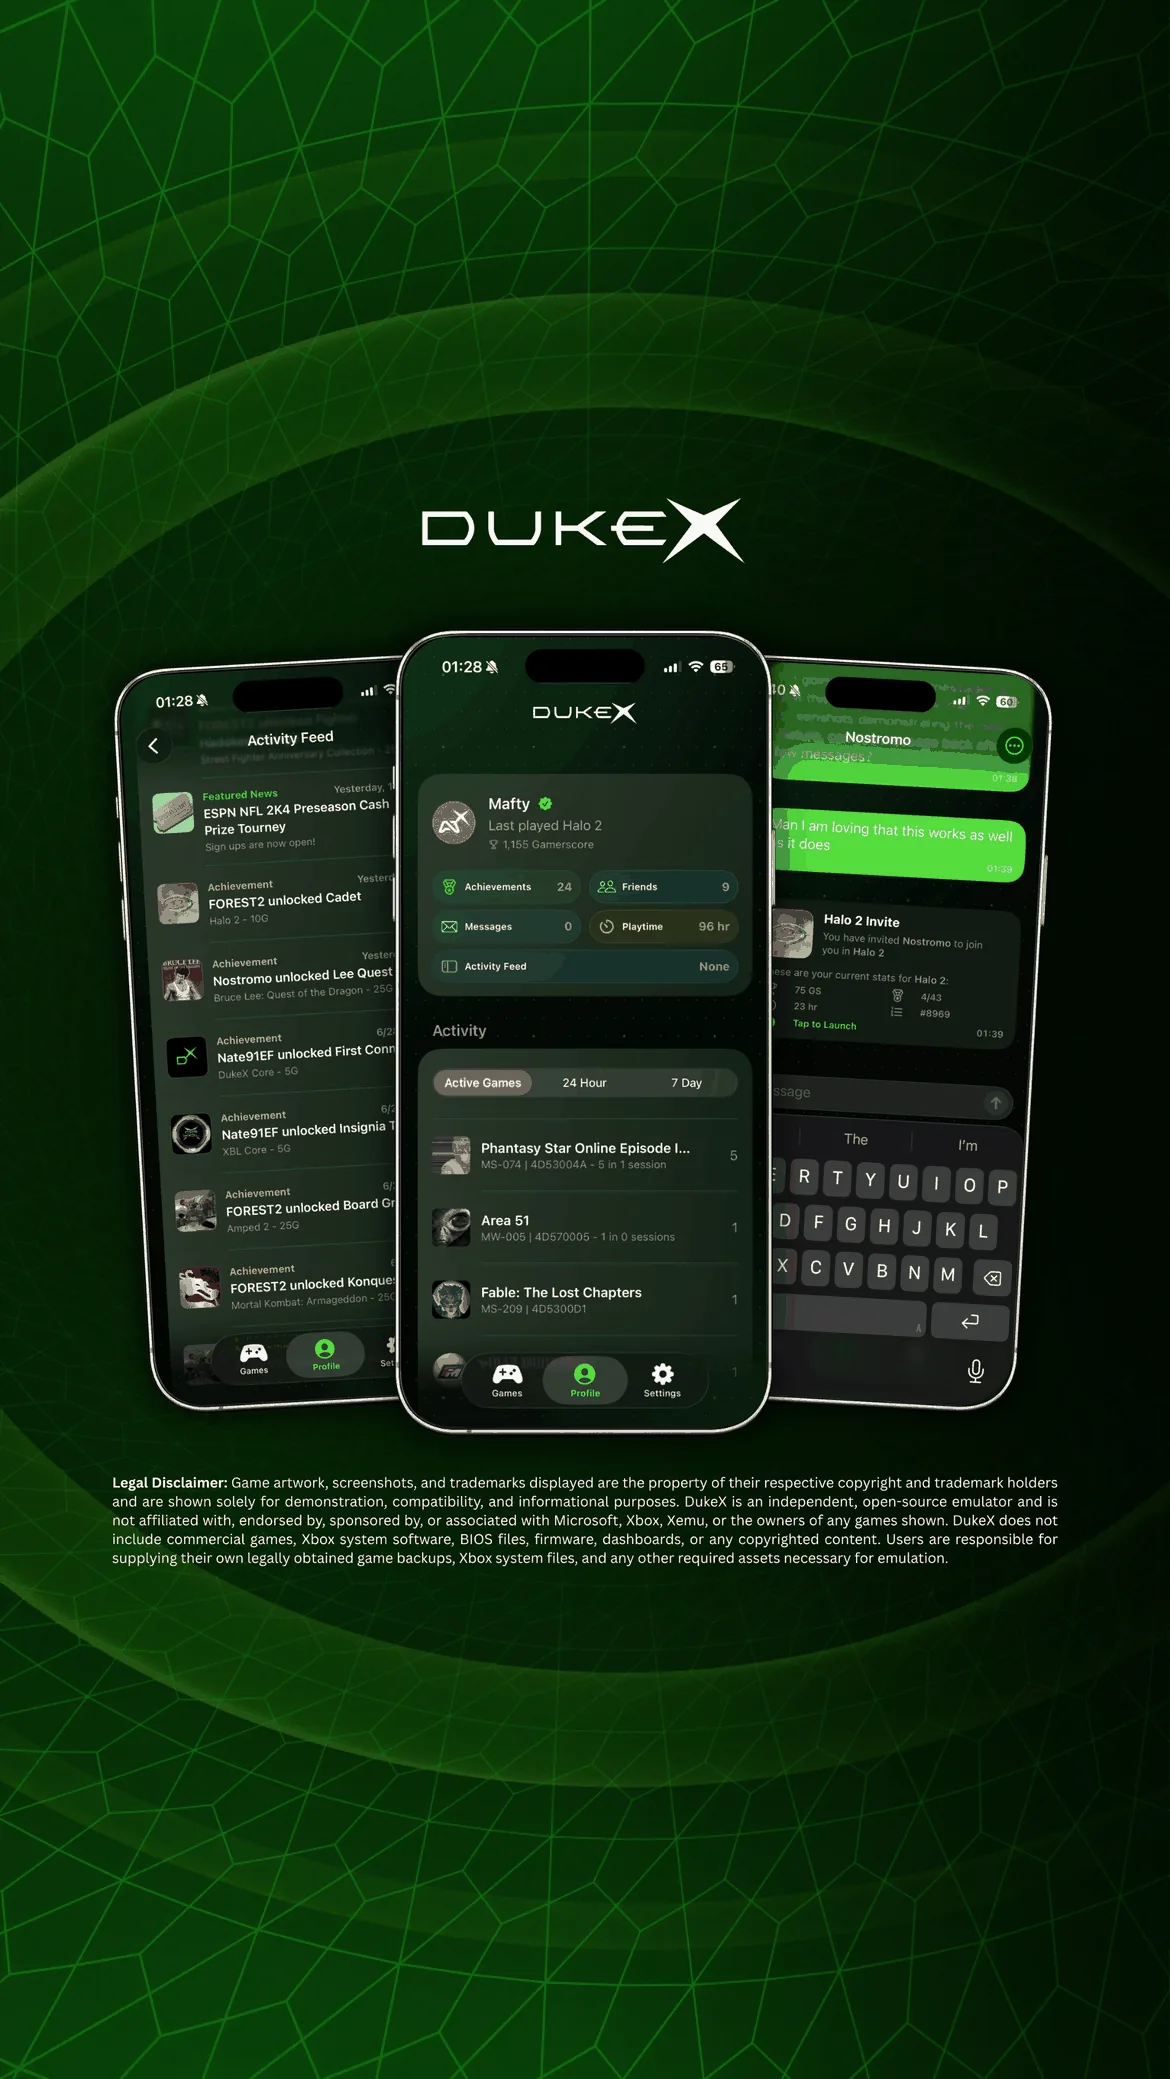 DUKEX
01:28
Activity Feed
Street Fighter Anniversary Collection
Featured News
Yesterday, 1
ESPN NFL 2K4 Preseason Cash
Prize Tourney
Sign ups are now open!
Achievement
FOREST2 unlocked Cadet
Halo 2 - 10G
Achievement
Nostromo unlocked Lee Quest
Bruce Lee: Quest of the Dragon - 25G
Achievement
Nate91EF unlocked First Conn
DukeX Core - 5G
Achievement
Nate91EF unlocked Insignia T
XBL Core - 5G
Achievement
FOREST2 unlocked Board Gr
Amped 2 - 25G
Achievement
FOREST2 unlocked Konques
Mortal Kombat: Armageddon - 25G
Games
Profile
Set
01:28
65
DUKEX
Mafty
Last played Halo 2
1,155 Gamerscore
Achievements 24
Friends 9
Messages 0
Playtime 96 hr
Activity Feed None
Activity
Active Games 24 Hour 7 Day
Phantasy Star Online Episode I... 5
MS-074 | 4D53004A - 5 in 1 session
Area 51 1
MW-005 | 4D570005 - 1 in 0 sessions
Fable: The Lost Chapters 1
MS-209 | 4D5300D1
1
Games
Profile
Settings
40
60
Nostromo
few messages?
01:38
Man I am loving that this works as well
as it does
01:39
Halo 2 Invite
You have invited Nostromo to join
you in Halo 2
These are your current stats for Halo 2:
75 GS 4/43
23 hr #8969
Tap to Launch
01:39
ssage
The I'm
E R T Y U I O P
D F G H J K L
X C V B N M
Legal Disclaimer: Game artwork, screenshots, and trademarks displayed are the property of their respective copyright and trademark holders
and are shown solely for demonstration, compatibility, and informational purposes. DukeX is an independent, open-source emulator and is
not affiliated with, endorsed by, sponsored by, or associated with Microsoft, Xbox, Xemu, or the owners of any games shown. DukeX does not
include commercial games, Xbox system software, BIOS files, firmware, dashboards, or any copyrighted content. Users are responsible for
supplying their own legally obtained game backups, Xbox system files, and any other required assets necessary for emulation.